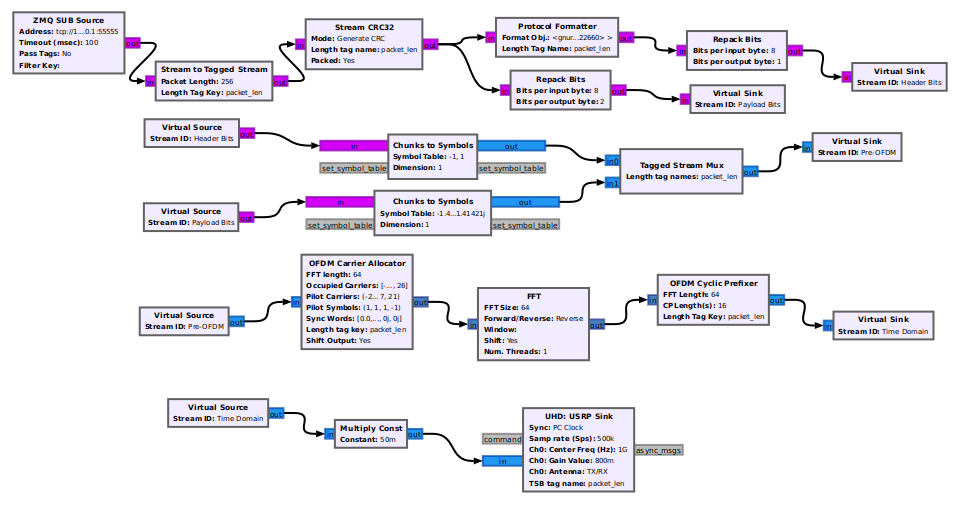 ZMQ SUB Source
Address: tcp://1....0.1:55555
Timeout (msec): 100
Pass Tags: No
Filter Key:
out
in
Stream to Tagged Stream
Packet Length: 256
Length Tag Key: packet_len
out
in
Stream CRC32
Mode: Generate CRC
Length tag name: packet_len
Packed: Yes
out
in
Protocol Formatter
Format Obj.: <gnur...22660> >
Length Tag Name: packet_len
out
in
Repack Bits
Bits per input byte: 8
Bits per output byte: 1
out
in
Virtual Sink
Stream ID: Header Bits
in
Repack Bits
Bits per input byte: 8
Bits per output byte: 2
out
in
Virtual Sink
Stream ID: Payload Bits
Virtual Source
Stream ID: Header Bits
out
in
set_symbol_table
Chunks to Symbols
Symbol Table: -1, 1
Dimension: 1
out
set_symbol_table
Virtual Source
Stream ID: Payload Bits
out
in
set_symbol_table
Chunks to Symbols
Symbol Table: -1.4...1.41421j
Dimension: 1
out
set_symbol_table
in0
in1
Tagged Stream Mux
Length tag names: packet_len
out
in
Virtual Sink
Stream ID: Pre-OFDM
Virtual Source
Stream ID: Pre-OFDM
out
in
OFDM Carrier Allocator
FFT length: 64
Occupied Carriers: [-..., 26]
Pilot Carriers: (-2...7, 21)
Pilot Symbols: (1, 1, 1, -1)
Sync Words: [0.0,..., 0j, 0j]
Length tag key: packet_len
Shift Output: Yes
out
in
FFT
FFT Size: 64
Forward/Reverse: Reverse
Window:
Shift: Yes
Num. Threads: 1
out
in
OFDM Cyclic Prefixer
FFT Length: 64
CP Length(s): 16
Length Tag Key: packet_len
out
in
Virtual Sink
Stream ID: Time Domain
Virtual Source
Stream ID: Time Domain
out
in
Multiply Const
Constant: 50m
out
command
in
UHD: USRP Sink
Sync: PC Clock
Samp rate (Sps): 500k
Ch0: Center Freq (Hz): 1G
Ch0: Gain Value: 800m
Ch0: Antenna: TX/RX
TSB tag name: packet_len
async_msgs